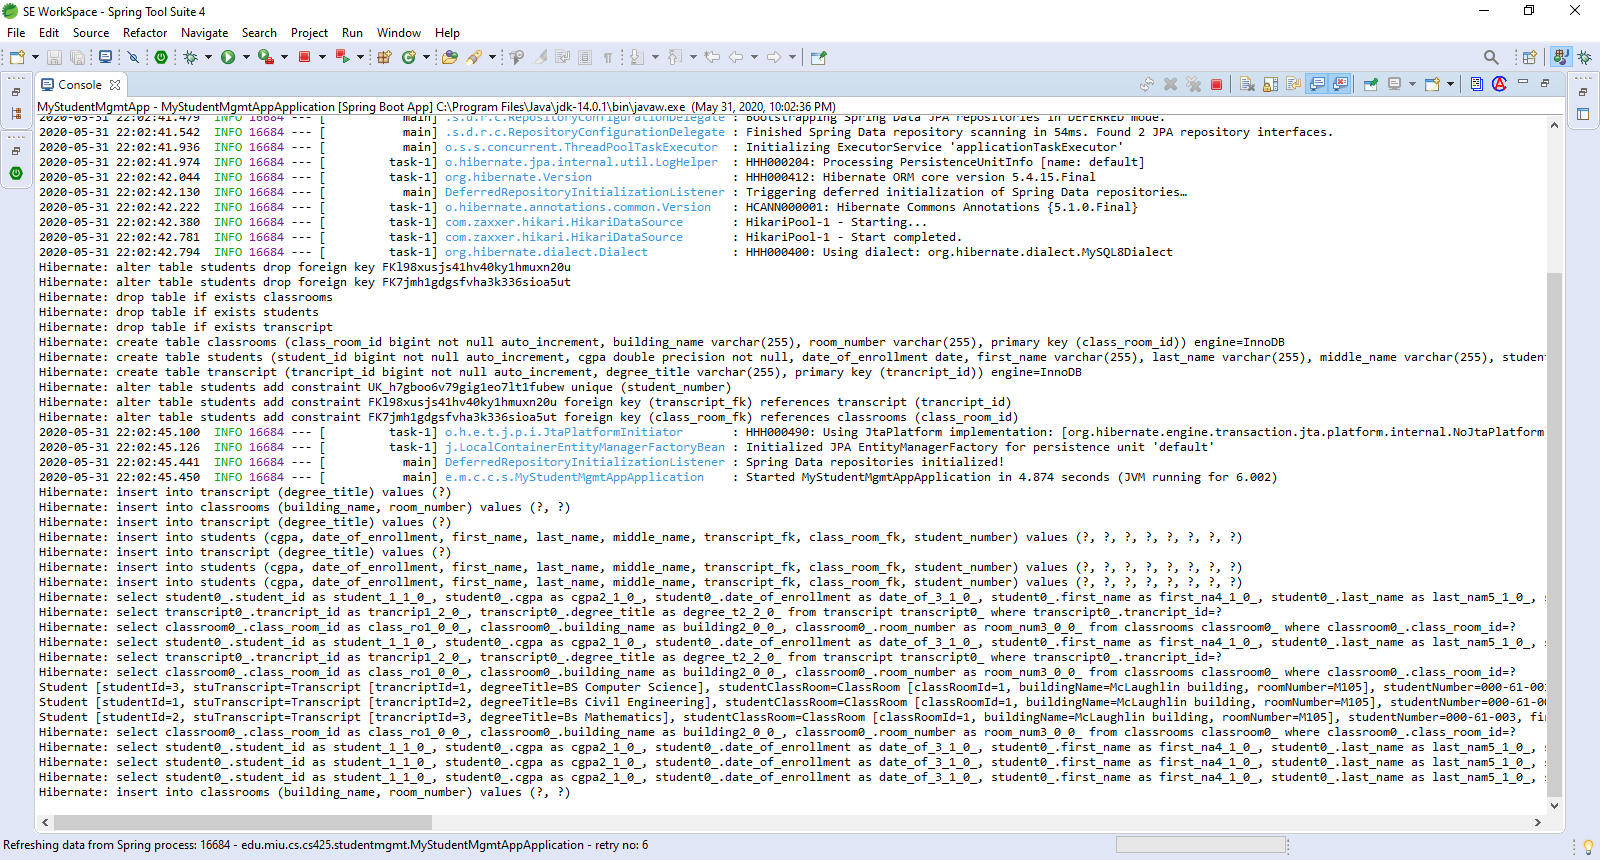 SE WorkSpace - Spring Tool Suite 4
File Edit Source Refactor Navigate Search Project Run Window Help
Console
MyStudentMgmtApp - MyStudentMgmtAppApplication [Spring Boot App] C:\Program Files\Java\jdk-14.0.1\bin\javaw.exe (May 31, 2020, 10:02:36 PM)
2020-05-31 22:02:41.479 INFO 16684 --- [ main] .s.d.r.c.RepositoryConfigurationDelegate : Bootstrapping Spring Data JPA repositories in DEFERRED mode.
2020-05-31 22:02:41.542 INFO 16684 --- [ main] .s.d.r.c.RepositoryConfigurationDelegate : Finished Spring Data repository scanning in 54ms. Found 2 JPA repository interfaces.
2020-05-31 22:02:41.936 INFO 16684 --- [ main] o.s.s.concurrent.ThreadPoolTaskExecutor : Initializing ExecutorService 'applicationTaskExecutor'
2020-05-31 22:02:41.974 INFO 16684 --- [ task-1] o.hibernate.jpa.internal.util.LogHelper : HHH000204: Processing PersistenceUnitInfo [name: default]
2020-05-31 22:02:42.044 INFO 16684 --- [ task-1] org.hibernate.Version : HHH000412: Hibernate ORM core version 5.4.15.Final
2020-05-31 22:02:42.130 INFO 16684 --- [ main] DeferredRepositoryInitializationListener : Triggering deferred initialization of Spring Data repositories…
2020-05-31 22:02:42.222 INFO 16684 --- [ task-1] o.hibernate.annotations.common.Version : HCANN000001: Hibernate Commons Annotations {5.1.0.Final}
2020-05-31 22:02:42.380 INFO 16684 --- [ task-1] com.zaxxer.hikari.HikariDataSource : HikariPool-1 - Starting...
2020-05-31 22:02:42.781 INFO 16684 --- [ task-1] com.zaxxer.hikari.HikariDataSource : HikariPool-1 - Start completed.
2020-05-31 22:02:42.794 INFO 16684 --- [ task-1] org.hibernate.dialect.Dialect : HHH000400: Using dialect: org.hibernate.dialect.MySQL8Dialect
Hibernate: alter table students drop foreign key FKl98xusjs41hv40ky1hmuxn20u
Hibernate: alter table students drop foreign key FK7jmh1gdgsfvha3k336sioa5ut
Hibernate: drop table if exists classrooms
Hibernate: drop table if exists students
Hibernate: drop table if exists transcript
Hibernate: create table classrooms (class_room_id bigint not null auto_increment, building_name varchar(255), room_number varchar(255), primary key (class_room_id)) engine=InnoDB
Hibernate: create table students (student_id bigint not null auto_increment, cgpa double precision not null, date_of_enrollment date, first_name varchar(255), last_name varchar(255), middle_name varchar(255), studen
Hibernate: create table transcript (trancript_id bigint not null auto_increment, degree_title varchar(255), primary key (trancript_id)) engine=InnoDB
Hibernate: alter table students add constraint UK_h7gboo6v79gig1eo7lt1fubew unique (student_number)
Hibernate: alter table students add constraint FKl98xusjs41hv40ky1hmuxn20u foreign key (transcript_fk) references transcript (trancript_id)
Hibernate: alter table students add constraint FK7jmh1gdgsfvha3k336sioa5ut foreign key (class_room_fk) references classrooms (class_room_id)
2020-05-31 22:02:45.100 INFO 16684 --- [ task-1] o.h.e.t.j.p.i.JtaPlatformInitiator : HHH000490: Using JtaPlatform implementation: [org.hibernate.engine.transaction.jta.platform.internal.NoJtaPlatform
2020-05-31 22:02:45.126 INFO 16684 --- [ task-1] j.LocalContainerEntityManagerFactoryBean : Initialized JPA EntityManagerFactory for persistence unit 'default'
2020-05-31 22:02:45.441 INFO 16684 --- [ main] DeferredRepositoryInitializationListener : Spring Data repositories initialized!
2020-05-31 22:02:45.450 INFO 16684 --- [ main] e.m.c.c.s.MyStudentMgmtAppApplication : Started MyStudentMgmtAppApplication in 4.874 seconds (JVM running for 6.002)
Hibernate: insert into transcript (degree_title) values (?)
Hibernate: insert into classrooms (building_name, room_number) values (?, ?)
Hibernate: insert into transcript (degree_title) values (?)
Hibernate: insert into students (cgpa, date_of_enrollment, first_name, last_name, middle_name, transcript_fk, class_room_fk, student_number) values (?, ?, ?, ?, ?, ?, ?, ?)
Hibernate: insert into transcript (degree_title) values (?)
Hibernate: insert into students (cgpa, date_of_enrollment, first_name, last_name, middle_name, transcript_fk, class_room_fk, student_number) values (?, ?, ?, ?, ?, ?, ?, ?)
Hibernate: insert into students (cgpa, date_of_enrollment, first_name, last_name, middle_name, transcript_fk, class_room_fk, student_number) values (?, ?, ?, ?, ?, ?, ?, ?)
Hibernate: select student0_.student_id as student_1_1_0_, student0_.cgpa as cgpa2_1_0_, student0_.date_of_enrollment as date_of_3_1_0_, student0_.first_name as first_na4_1_0_, student0_.last_name as last_nam5_1_0_,
Hibernate: select transcript0_.trancript_id as trancrip1_2_0_, transcript0_.degree_title as degree_t2_2_0_ from transcript transcript0_ where transcript0_.trancript_id=?
Hibernate: select classroom0_.class_room_id as class_ro1_0_0_, classroom0_.building_name as building2_0_0_, classroom0_.room_number as room_num3_0_0_ from classrooms classroom0_ where classroom0_.class_room_id=?
Hibernate: select student0_.student_id as student_1_1_0_, student0_.cgpa as cgpa2_1_0_, student0_.date_of_enrollment as date_of_3_1_0_, student0_.first_name as first_na4_1_0_, student0_.last_name as last_nam5_1_0_,
Hibernate: select transcript0_.trancript_id as trancrip1_2_0_, transcript0_.degree_title as degree_t2_2_0_ from transcript transcript0_ where transcript0_.trancript_id=?
Hibernate: select classroom0_.class_room_id as class_ro1_0_0_, classroom0_.building_name as building2_0_0_, classroom0_.room_number as room_num3_0_0_ from classrooms classroom0_ where classroom0_.class_room_id=?
Student [studentId=3, stuTranscript=Transcript [trancriptId=1, degreeTitle=BS Computer Science], studentClassRoom=ClassRoom [classRoomId=1, buildingName=McLaughlin building, roomNumber=M105], studentNumber=000-61-001
Student [studentId=1, stuTranscript=Transcript [trancriptId=2, degreeTitle=Bs Civil Engineering], studentClassRoom=ClassRoom [classRoomId=1, buildingName=McLaughlin building, roomNumber=M105], studentNumber=000-61-00
Student [studentId=2, stuTranscript=Transcript [trancriptId=3, degreeTitle=Bs Mathematics], studentClassRoom=ClassRoom [classRoomId=1, buildingName=McLaughlin building, roomNumber=M105], studentNumber=000-61-003, fir
Hibernate: select classroom0_.class_room_id as class_ro1_0_0_, classroom0_.building_name as building2_0_0_, classroom0_.room_number as room_num3_0_0_ from classrooms classroom0_ where classroom0_.class_room_id=?
Hibernate: select student0_.student_id as student_1_1_0_, student0_.cgpa as cgpa2_1_0_, student0_.date_of_enrollment as date_of_3_1_0_, student0_.first_name as first_na4_1_0_, student0_.last_name as last_nam5_1_0_,
Hibernate: select student0_.student_id as student_1_1_0_, student0_.cgpa as cgpa2_1_0_, student0_.date_of_enrollment as date_of_3_1_0_, student0_.first_name as first_na4_1_0_, student0_.last_name as last_nam5_1_0_,
Hibernate: select student0_.student_id as student_1_1_0_, student0_.cgpa as cgpa2_1_0_, student0_.date_of_enrollment as date_of_3_1_0_, student0_.first_name as first_na4_1_0_, student0_.last_name as last_nam5_1_0_,
Hibernate: insert into classrooms (building_name, room_number) values (?, ?)
Refreshing data from Spring process: 16684 - edu.miu.cs.cs425.studentmgmt.MyStudentMgmtAppApplication - retry no: 6